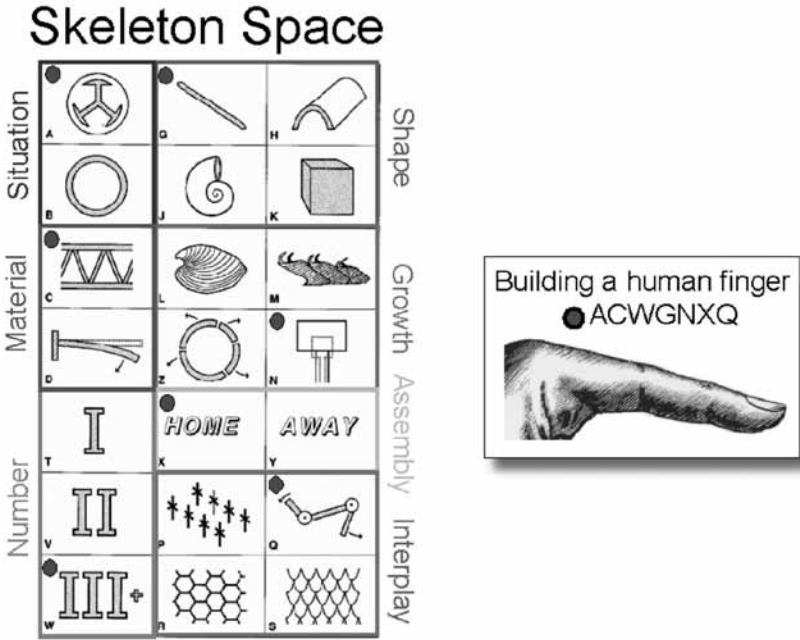 Skeleton Space
Situation
Material
Number
Shape
Growth
Assembly
Interplay
A
G
H
B
J
K
C
L
M
D
Z
N
T
I
X
HOME
Y
AWAY
V
II
P
Q
W
III+
R
S
Building a human finger
ACWGNXQ